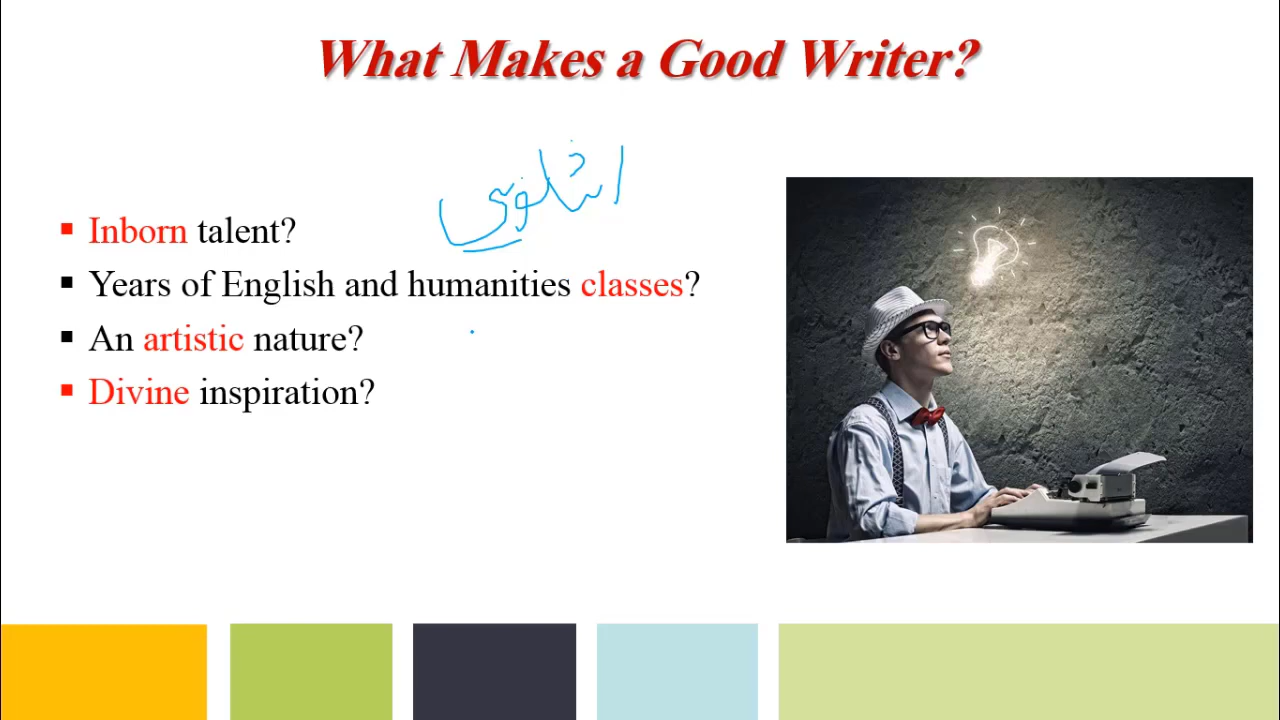 What Makes a Good Writer?
Inborn talent?
Years of English and humanities classes?
An artistic nature?
Divine inspiration?